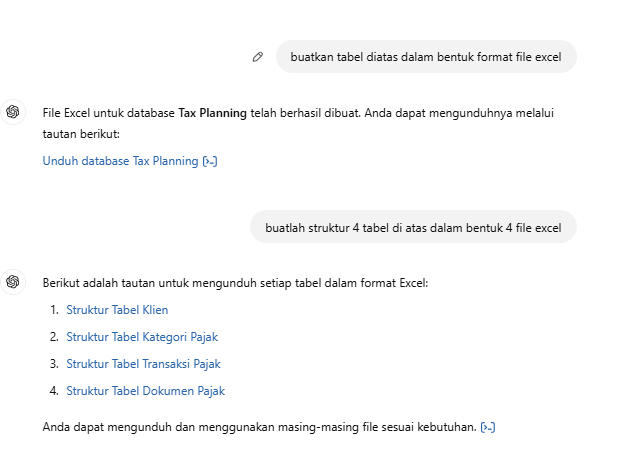 buatkan tabel diatas dalam bentuk format file excel
File Excel untuk database Tax Planning telah berhasil dibuat. Anda dapat mengunduhnya melalui
tautan berikut:
Unduh database Tax Planning [>-]
buatlah struktur 4 tabel di atas dalam bentuk 4 file excel
Berikut adalah tautan untuk mengunduh setiap tabel dalam format Excel:
1. Struktur Tabel Klien
2. Struktur Tabel Kategori Pajak
3. Struktur Tabel Transaksi Pajak
4. Struktur Tabel Dokumen Pajak
Anda dapat mengunduh dan menggunakan masing-masing file sesuai kebutuhan. [>-]